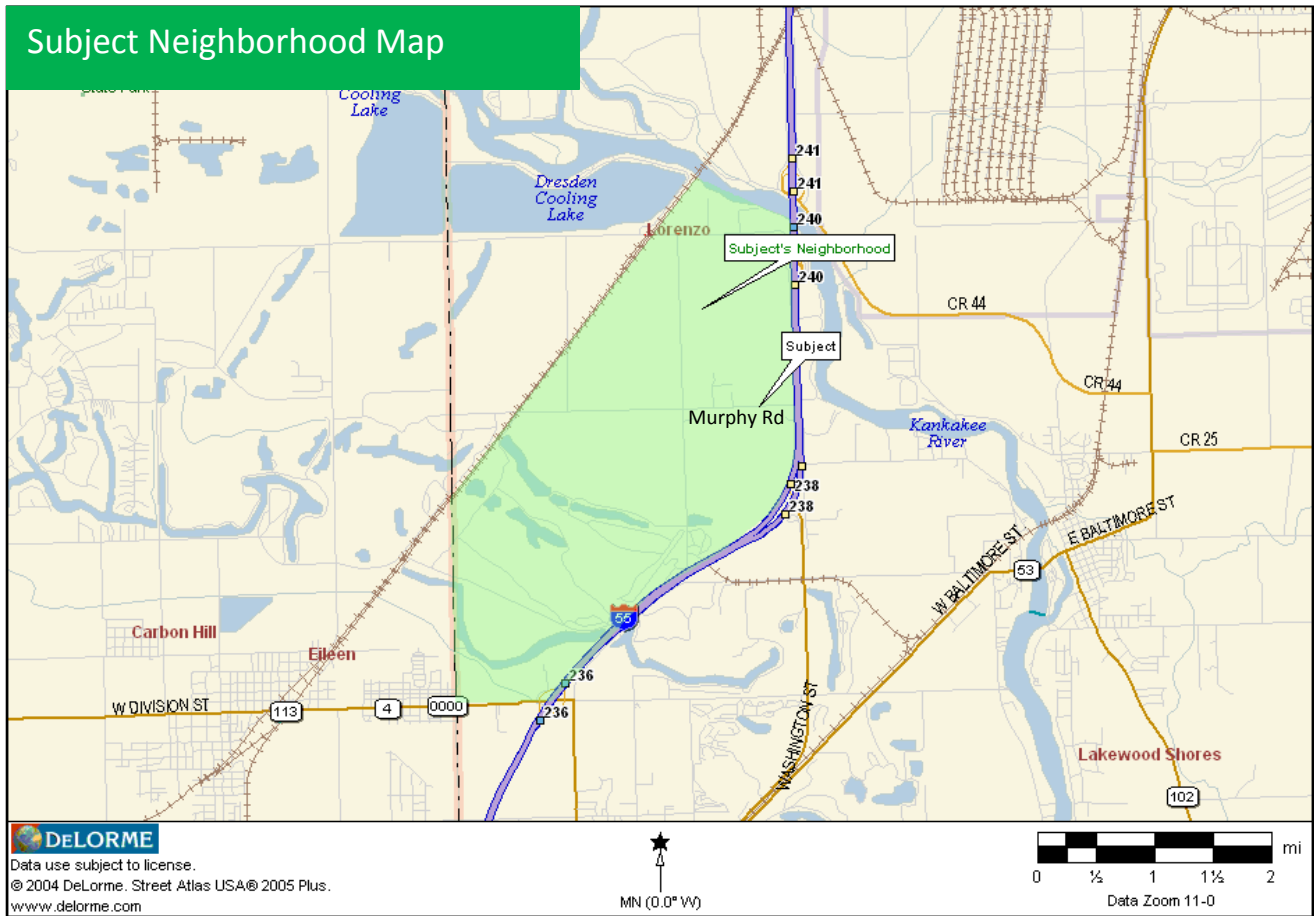 Subject Neighborhood Map
State Park
Cooling
Lake
241
241
Dresden
Cooling
Lake
240
Lorenzo
Subject's Neighborhood
240
CR 44
Subject
CR 44
Murphy Rd
Kankakee
River
CR 25
238
238
E BALTIMORE ST
W BALTIMORE ST
53
55
Carbon Hill
Eileen
236
W DIVISION ST
113
4
0000
236
WASHINGTON ST
Lakewood Shores
102
DELORME
Data use subject to license.
© 2004 DeLorme. Street Atlas USA® 2005 Plus.
www.delorme.com
MN (0.0° W)
mi
0 ½ 1 1½ 2
Data Zoom 11-0